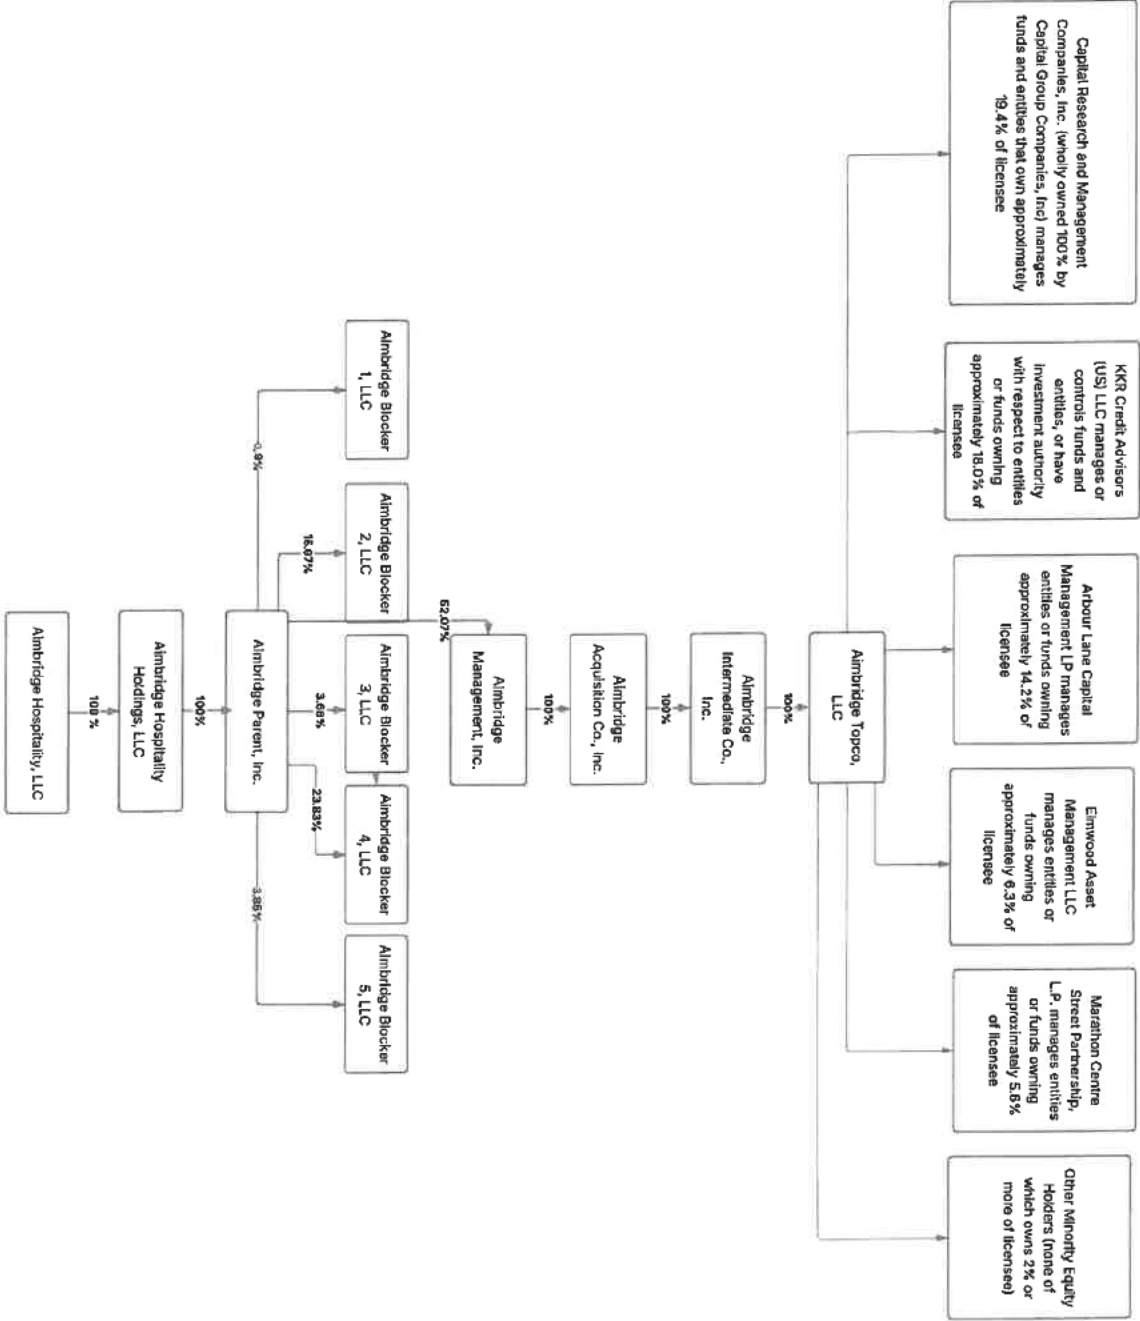 Capital Research and Management
Companies, Inc. (wholly owned 100% by
Capital Group Companies, Inc) manages
funds and entities that own approximately
19.4% of licensee
KKR Credit Advisors
(US) LLC manages or
controls funds and
entities, or have
investment authority
with respect to entities
or funds owning
approximately 18.0% of
licensee
Arbour Lane Capital
Management LP manages
entities or funds owning
approximately 14.2% of
licensee
Elmwood Asset
Management LLC
manages entities or
funds owning
approximately 6.3% of
licensee
Marathon Centre
Street Partnership,
L.P. manages entities
or funds owning
approximately 5.6%
of licensee
Other Minority Equity
Holders (none of
which owns 2% or
more of licensee)
Aimbridge Topco,
LLC
100%
Aimbridge
Intermediate Co.,
Inc.
100%
Aimbridge
Acquisition Co., Inc.
100%
Aimbridge
Management, Inc.
52.07%
Aimbridge Blocker
1, LLC
Aimbridge Blocker
2, LLC
Aimbridge Blocker
3, LLC
Aimbridge Blocker
4, LLC
Aimbridge Blocker
5, LLC
16.67%
3.66%
23.83%
3.86%
Aimbridge Parent, Inc.
100%
Aimbridge Hospitality
Holdings, LLC
100 %
Aimbridge Hospitality, LLC